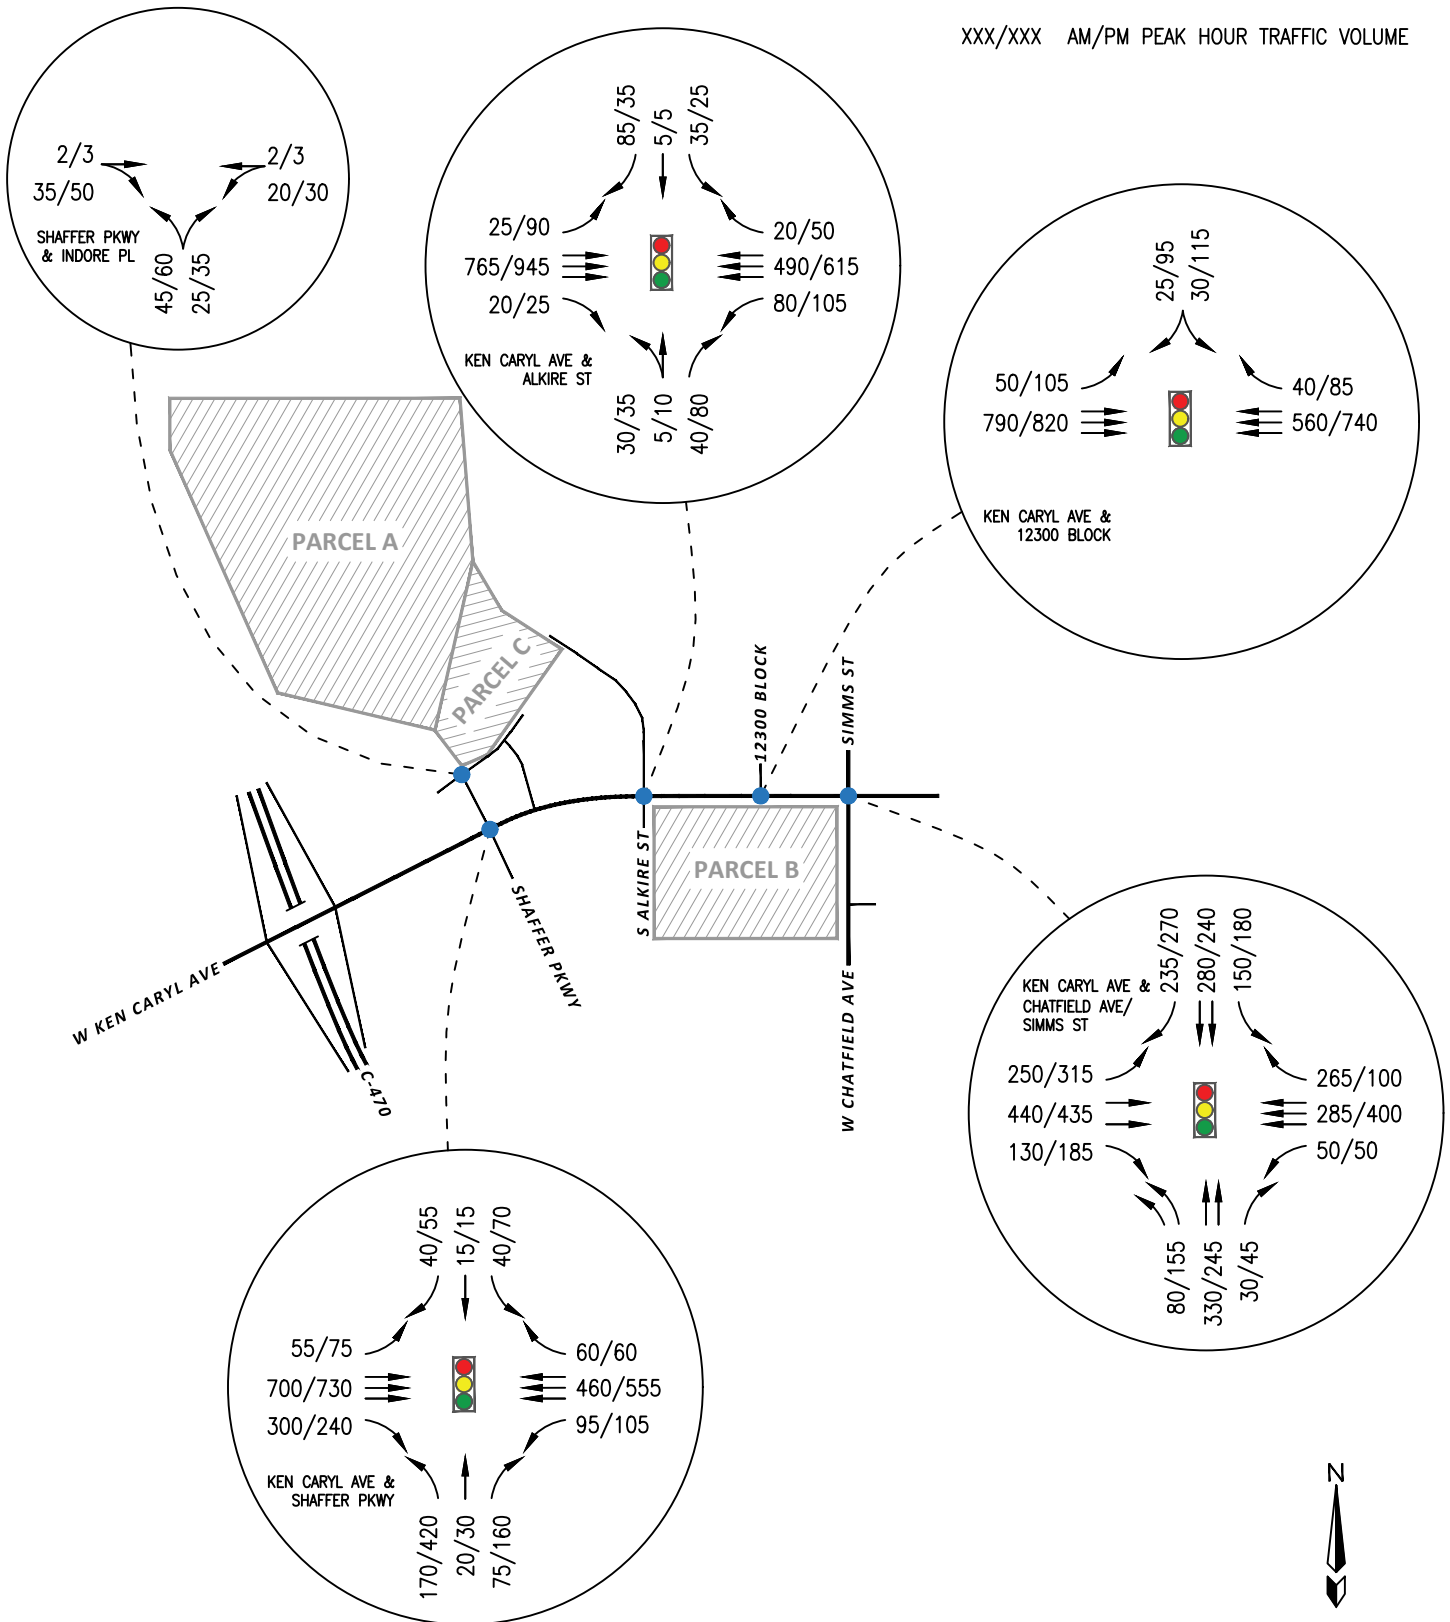 XXX/XXX AM/PM PEAK HOUR TRAFFIC VOLUME
2/3
2/3
35/50
20/30
SHAFFER PKWY
& INDORE PL
45/60
25/35
85/35
5/5
35/25
25/90
20/50
765/945
490/615
20/25
80/105
KEN CARYL AVE &
ALKIRE ST
30/35
5/10
40/80
25/95
30/115
50/105
40/85
790/820
560/740
KEN CARYL AVE &
12300 BLOCK
PARCEL A
PARCEL C
PARCEL B
12300 BLOCK
SIMMS ST
S ALKIRE ST
SHAFFER PKWY
W KEN CARYL AVE
C-470
W CHATFIELD AVE
235/270
280/240
150/180
KEN CARYL AVE &
CHATFIELD AVE/
SIMMS ST
250/315
265/100
440/435
285/400
130/185
50/50
80/155
330/245
30/45
40/55
15/15
40/70
55/75
60/60
700/730
460/555
300/240
95/105
KEN CARYL AVE &
SHAFFER PKWY
170/420
20/30
75/160
N